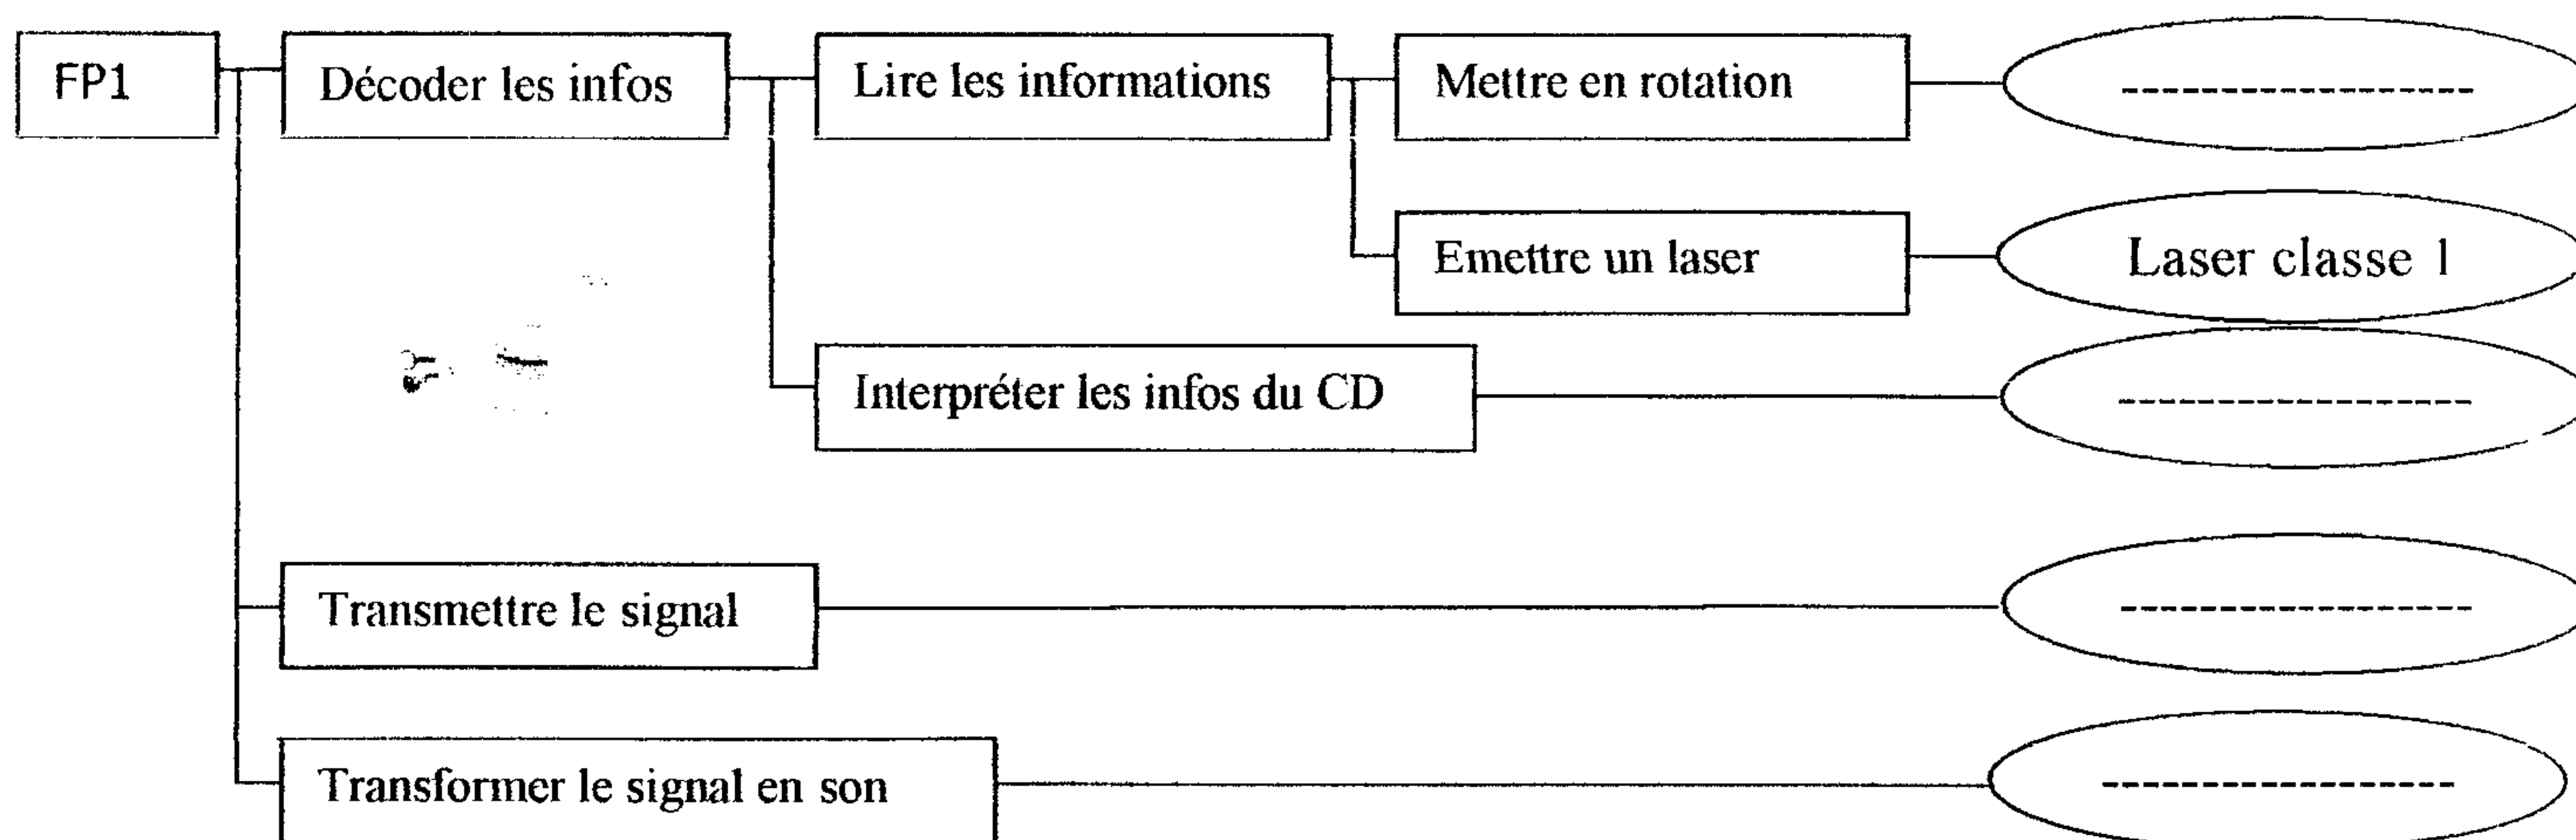 FP1
Décoder les infos
Lire les informations
Mettre en rotation
-----------------
Emettre un laser
Laser classe 1
Interpréter les infos du CD
-----------------
Transmettre le signal
-----------------
Transformer le signal en son
-----------------